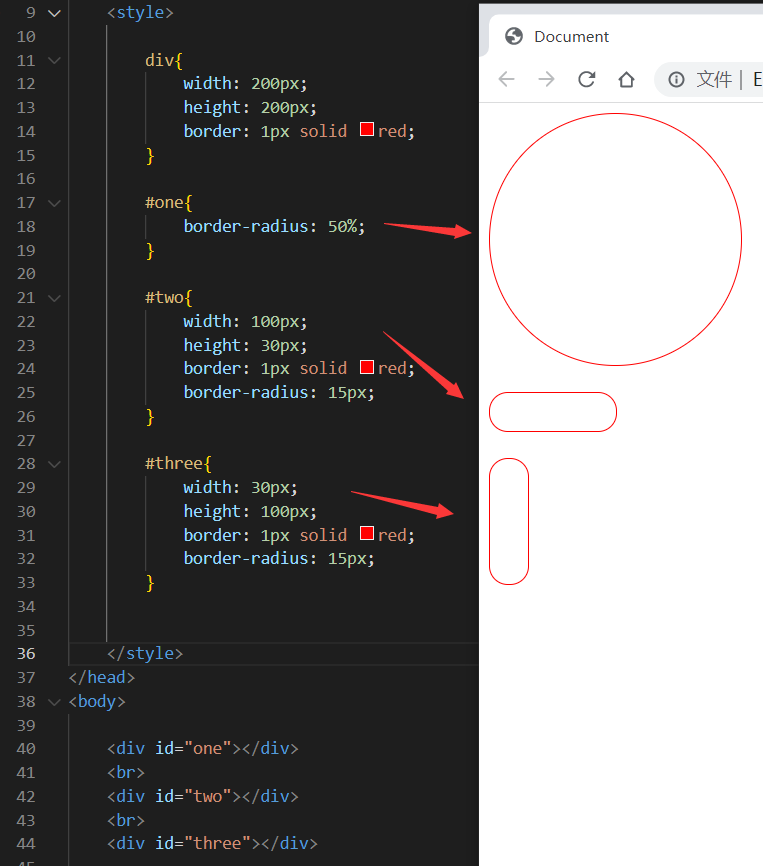 9 <style>
10
11 div{
12 width: 200px;
13 height: 200px;
14 border: 1px solid red;
15 }
16
17 #one{
18 border-radius: 50%;
19 }
20
21 #two{
22 width: 100px;
23 height: 30px;
24 border: 1px solid red;
25 border-radius: 15px;
26 }
27
28 #three{
29 width: 30px;
30 height: 100px;
31 border: 1px solid red;
32 border-radius: 15px;
33 }
34
35
36 </style>
37 </head>
38 <body>
39
40 <div id="one"></div>
41 <br>
42 <div id="two"></div>
43 <br>
44 <div id="three"></div>
Document
文件 | E